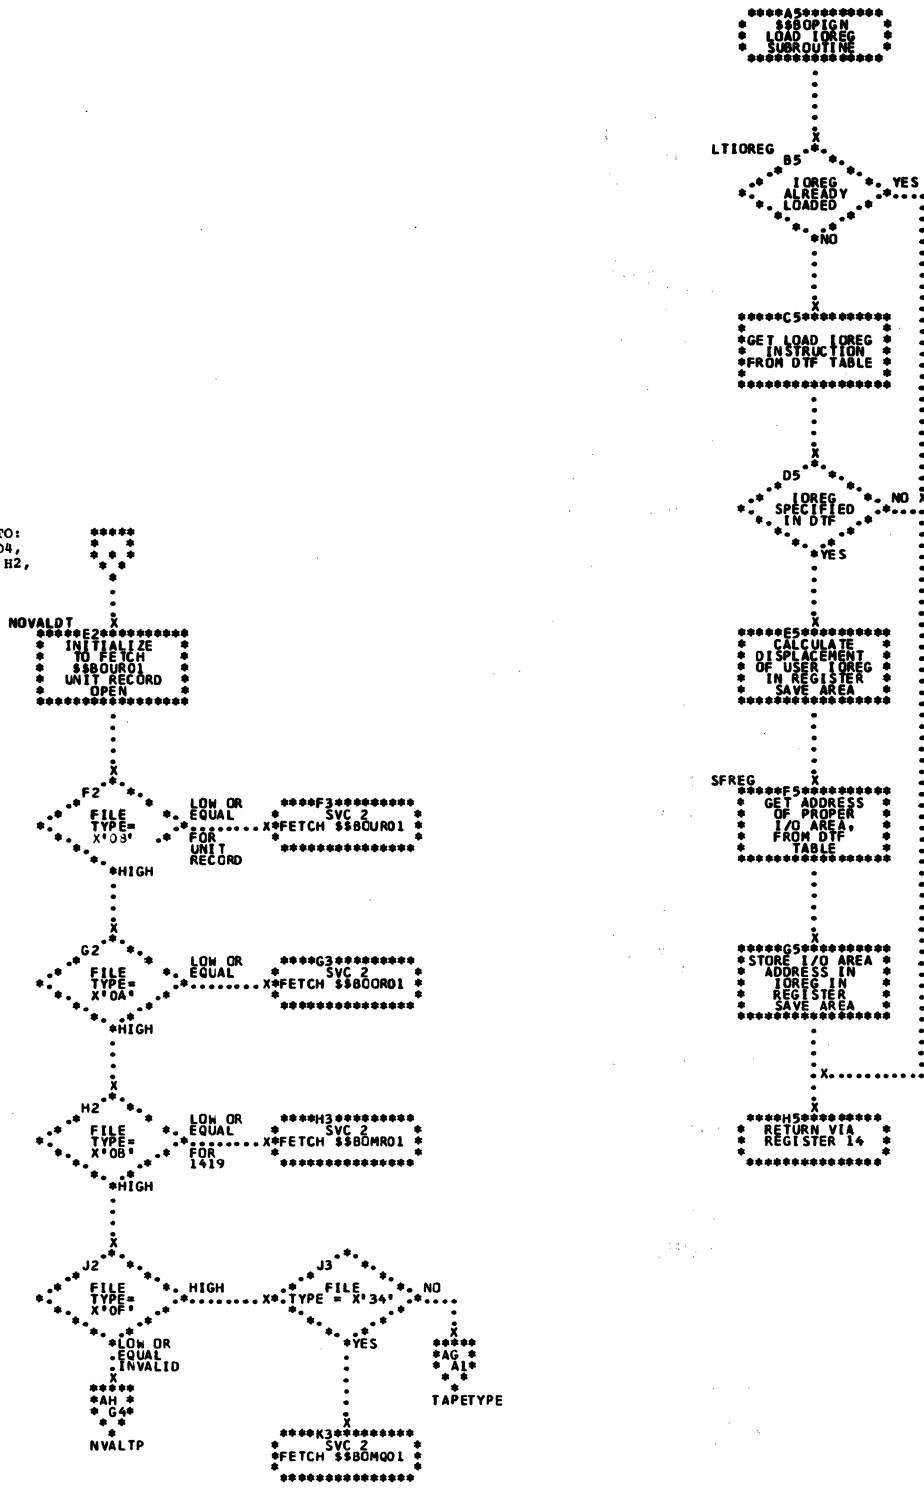 A5
$$BOPIGN
LOAD IOREG
SUBROUTINE
LTIOREG
B5
IOREG
ALREADY
LOADED
YES
NO
C5
GET LOAD IOREG
INSTRUCTION
FROM DTF TABLE
D5
IOREG
SPECIFIED
IN DTF
NO
YES
E5
CALCULATE
DISPLACEMENT
OF USER IOREG
IN REGISTER
SAVE AREA
SFREG
F5
GET ADDRESS
OF PROPER
I/O AREA,
FROM DTF
TABLE
G5
STORE I/O AREA
ADDRESS IN
IOREG IN
REGISTER
SAVE AREA
H5
RETURN VIA
REGISTER 14
TO:
04,
H2,
NOVALDT
E2
INITIALIZE
TO FETCH
$$BOUR01
UNIT RECORD
OPEN
F2
FILE
TYPE=
X'08'
LOW OR
EQUAL
FOR
UNIT
RECORD
HIGH
F3
SVC 2
FETCH $$BOUR01
G2
FILE
TYPE=
X'0A'
LOW OR
EQUAL
HIGH
G3
SVC 2
FETCH $$BOOR01
H2
FILE
TYPE=
X'0B'
LOW OR
EQUAL
FOR
1419
HIGH
H3
SVC 2
FETCH $$BOMR01
J2
FILE
TYPE=
X'0F'
HIGH
LOW OR
EQUAL
INVALID
AH
G4
NVALTP
J3
FILE
TYPE = X'34'
NO
YES
AG
A1
TAPETYPE
K3
SVC 2
FETCH $$BOMQ01